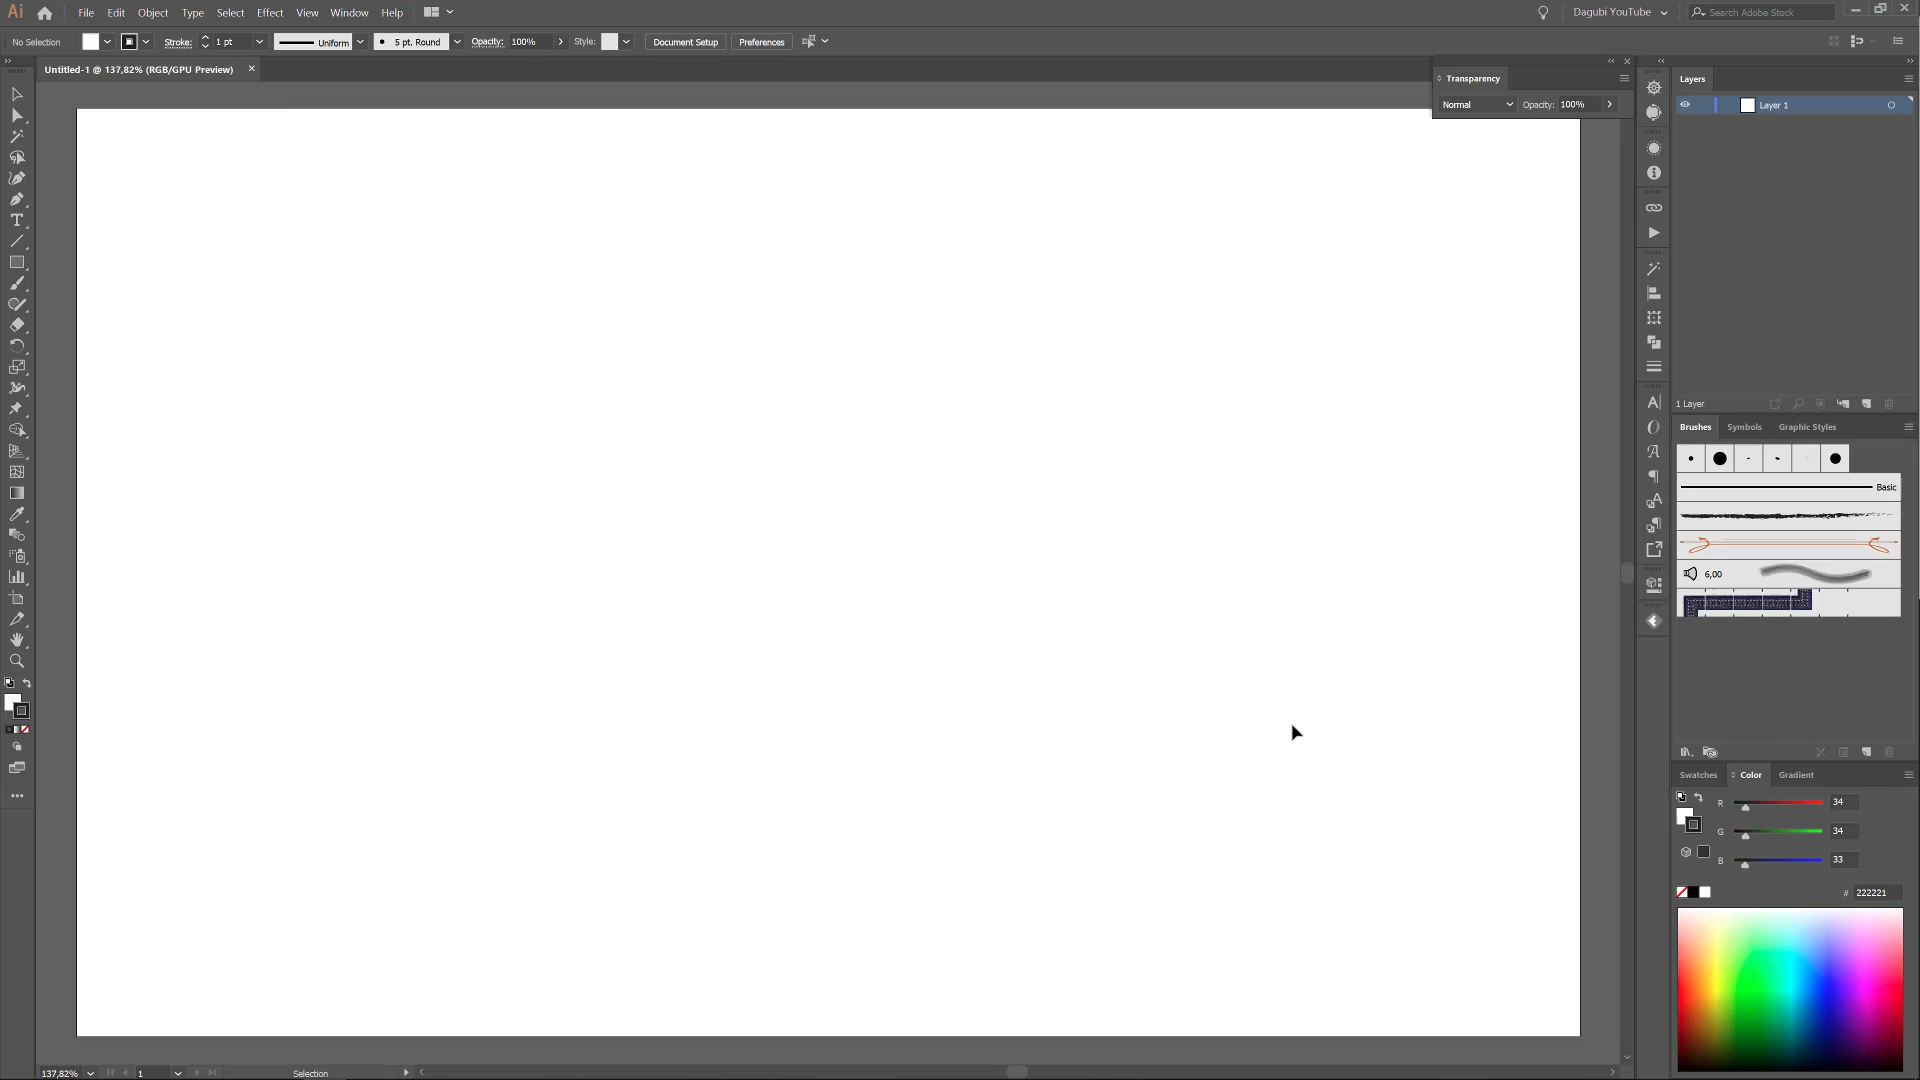 Ai File Edit Object Type Select Effect View Window Help Dagubi YouTube Search Adobe Stock
No Selection Stroke: 1 pt Uniform 5 pt. Round Opacity: 100% Style: Document Setup Preferences
Untitled-1 @ 137,82% (RGB/GPU Preview)
Transparency
Normal Opacity: 100%
Layers
Layer 1
1 Layer
Brushes Symbols Graphic Styles
Basic
6,00
Swatches Color Gradient
R 34
G 34
B 33
# 222221
137,82% 1 Selection